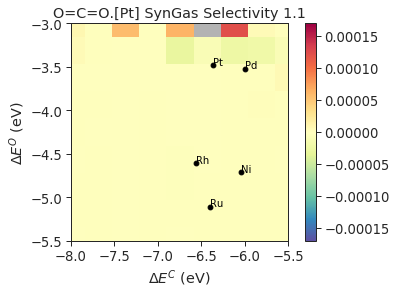 O=C=O.[Pt] SynGas Selectivity 1.1
−3.0
−3.5
−4.0
−4.5
−5.0
−5.5
ΔE^O (eV)
Pt
Pd
Rh
Ni
Ru
−8.0 −7.5 −7.0 −6.5 −6.0 −5.5
ΔE^C (eV)
0.00015
0.00010
0.00005
0.00000
−0.00005
−0.00010
−0.00015